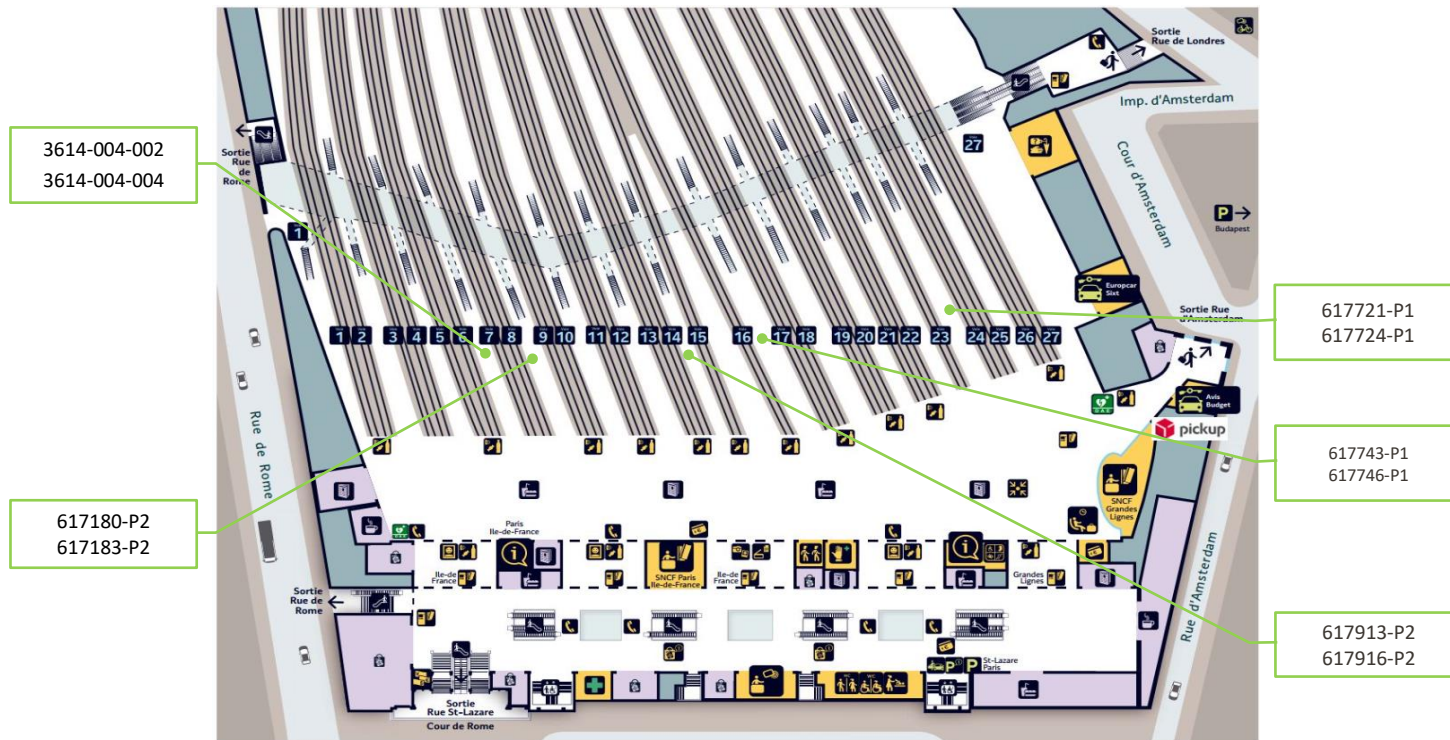 Sortie
Rue de Londres
Imp. d'Amsterdam
Cour d'Amsterdam
P
Budapest
3614-004-002
3614-004-004
Sortie
Rue
de
Rome
1
27
Europcar
Sixt
Sortie Rue
d'Amsterdam
617721-P1
617724-P1
1 2 3 4 5 6 7 8 9 10 11 12 13 14 15 16 17 18 19 20 21 22 23 24 25 26 27
Avis
Budget
pickup
617743-P1
617746-P1
Rue de Rome
SNCF
Grandes
Lignes
617180-P2
617183-P2
Paris
Ile-de-France
Ile-de
France
SNCF Paris
Ile-de-France
Ile-de
France
Grandes
Lignes
Sortie
Rue de
Rome
Rue d'Amsterdam
617913-P2
617916-P2
P P
St-Lazare
Paris
Sortie
Rue St-Lazare
Cour de Rome